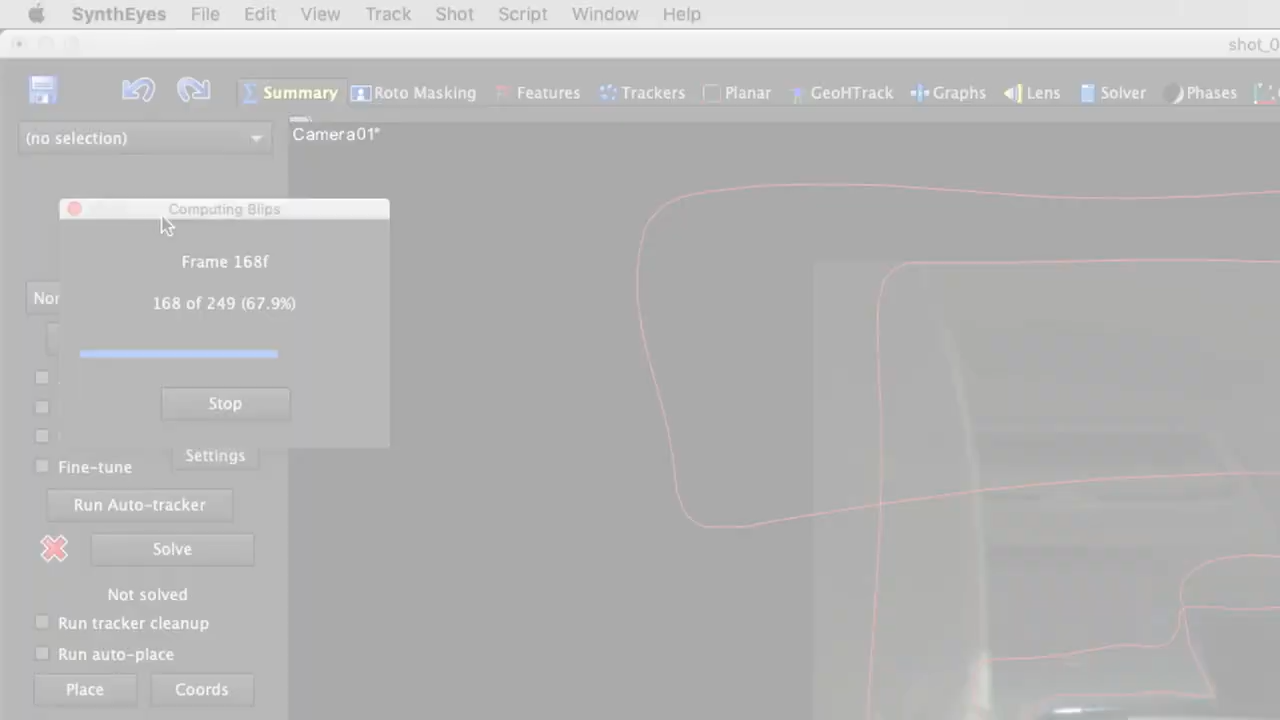 SynthEyes File Edit View Track Shot Script Window Help
shot_0
Summary Roto Masking Features Trackers Planar GeoHTrack Graphs Lens Solver Phases
(no selection)
Camera01*
Computing Blips
Frame 168f
168 of 249 (67.9%)
Stop
Settings
Fine-tune
Run Auto-tracker
Solve
Not solved
Run tracker cleanup
Run auto-place
Place Coords